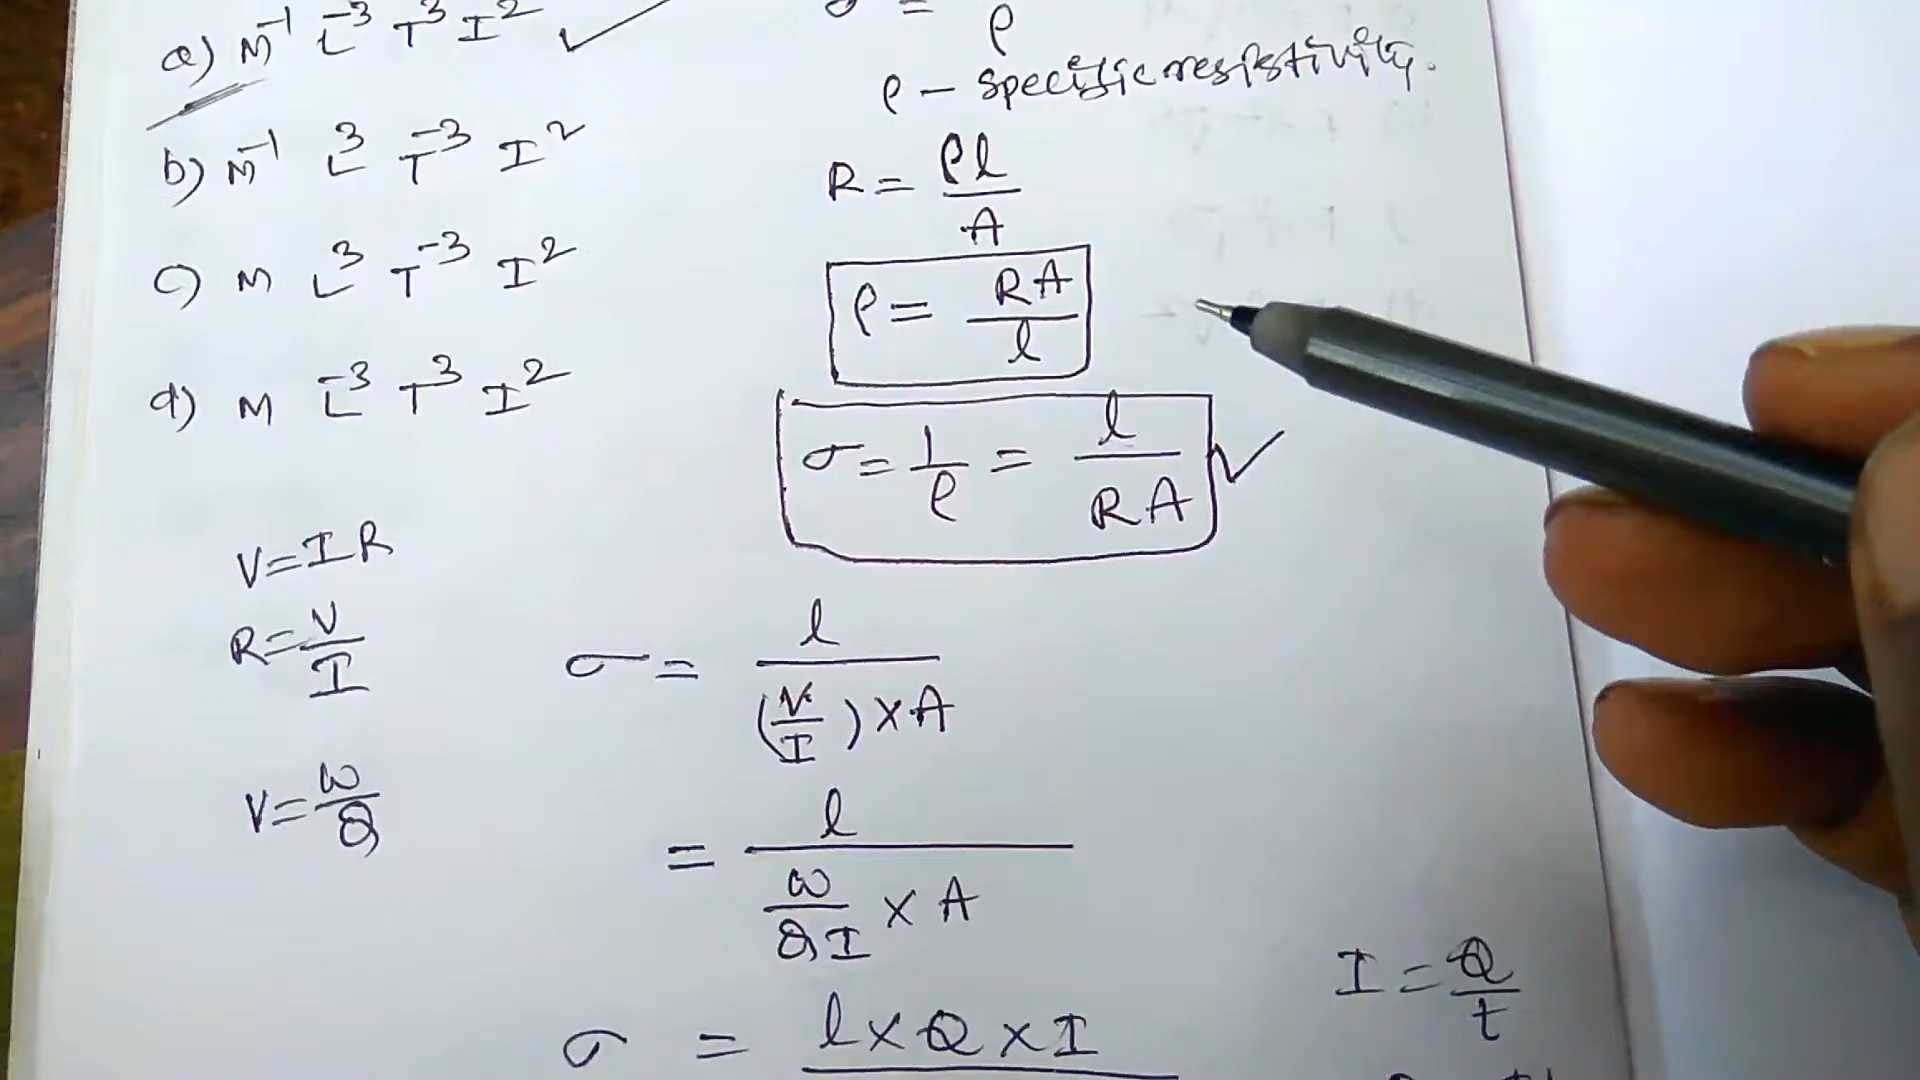 a) M⁻¹ L⁻³ T³ I²
b) M⁻¹ L³ T⁻³ I²
c) M L³ T⁻³ I²
d) M L⁻³ T³ I²
V=IR
R=V/I
V=W/Q
ρ
ρ – specific resistivity.
R = ρl/A
ρ = RA/l
σ = 1/ρ = l/RA
σ = l/((V/I) × A)
= l/(W/QI × A)
σ = l×Q×I
I = Q/t